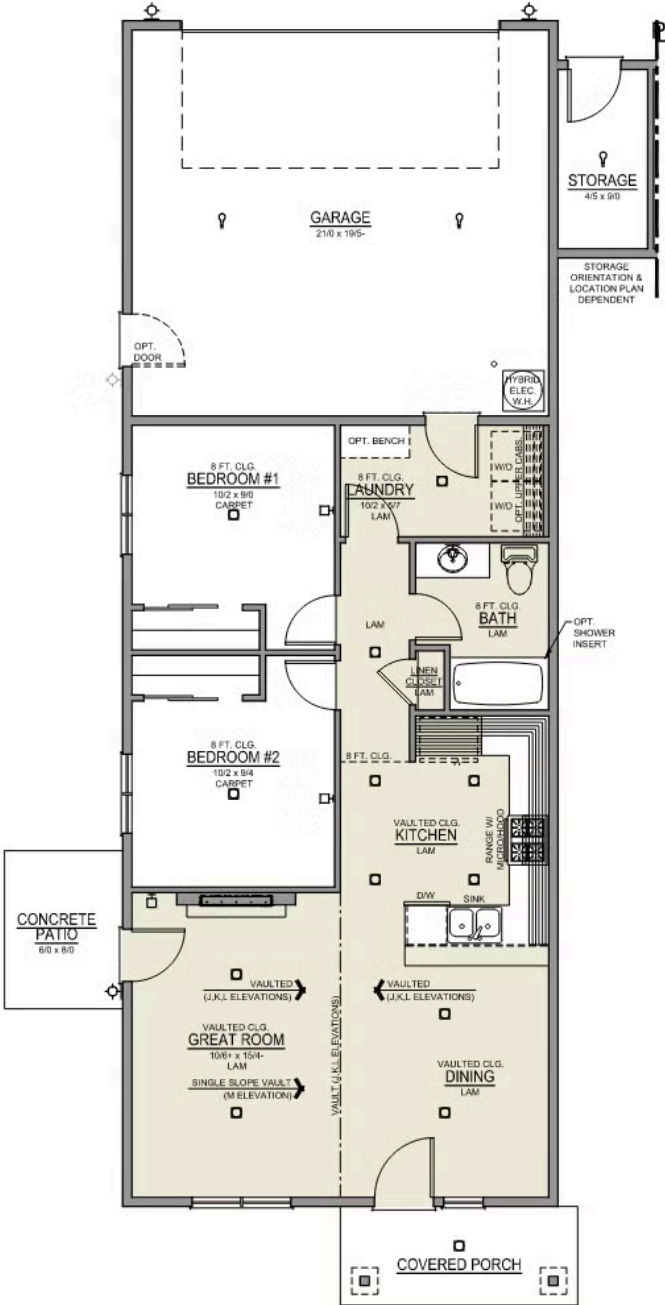 STORAGE
4/5 x 9/0
GARAGE
21/0 x 19/5-
STORAGE
ORIENTATION &
LOCATION PLAN
DEPENDENT
OPT.
DOOR
HYBRID
ELEC.
W.H.
OPT. BENCH
8 FT. CLG.
BEDROOM #1
10/2 x 9/0
CARPET
8 FT. CLG.
LAUNDRY
10/2 x 5/7
LAM
W/D
W/D
OPT. UPPER CABS.
8 FT. CLG.
BATH
LAM
LAM
OPT.
SHOWER
INSERT
LINEN
CLOSET
LAM
8 FT. CLG.
BEDROOM #2
10/2 x 9/4
CARPET
8 FT. CLG.
VAULTED CLG.
KITCHEN
LAM
RANGE W/
MICRO/HOOD
D/W
SINK
CONCRETE
PATIO
6/0 x 8/0
VAULTED
(J,K,L ELEVATIONS)
VAULTED
(J,K,L ELEVATIONS)
VAULTED CLG.
GREAT ROOM
10/6+ x 15/4-
LAM
SINGLE SLOPE VAULT
(M ELEVATION)
VAULT (J,K,L ELEVATIONS)
VAULTED CLG.
DINING
LAM
COVERED PORCH